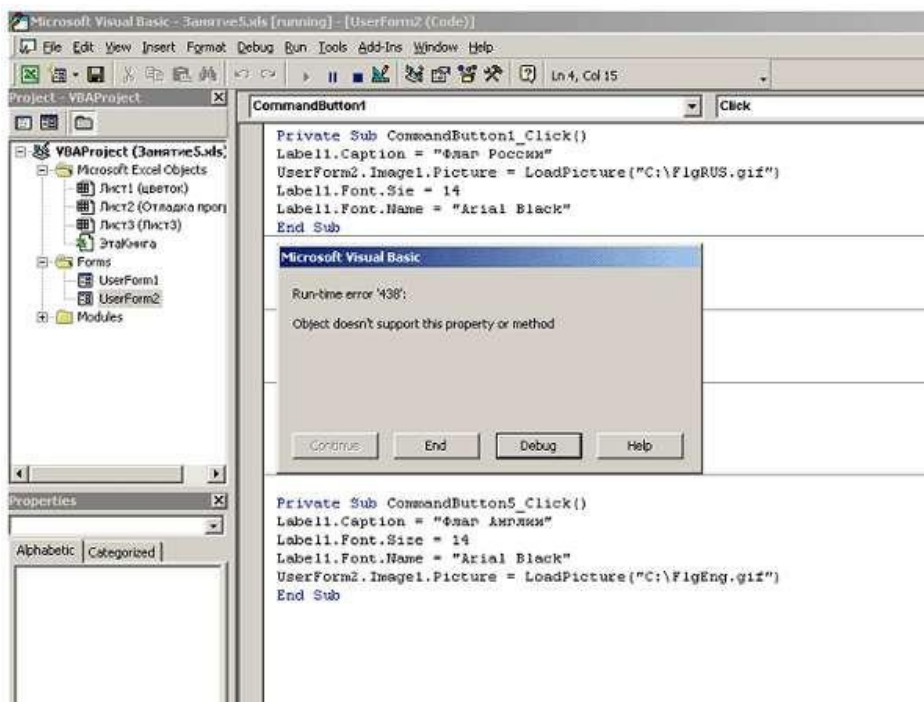 Microsoft Visual Basic - Занятие5.xls [running] - [UserForm2 (Code)]
File Edit View Insert Format Debug Run Tools Add-Ins Window Help
Ln 4, Col 15
Project - VBAProject
CommandButton1
Click
VBAProject (Занятие5.xls)
Microsoft Excel Objects
Лист1 (цветок)
Лист2 (Отладка прог
Лист3 (Лист3)
ЭтаКнига
Forms
UserForm1
UserForm2
Modules
Private Sub CommandButton1_Click()
Label1.Caption = "Флаг России"
UserForm2.Image1.Picture = LoadPicture("C:\FlgRUS.gif")
Label1.Font.Sie = 14
Label1.Font.Name = "Arial Black"
End Sub
Microsoft Visual Basic
Run-time error '438':
Object doesn't support this property or method
Continue End Debug Help
Properties
Alphabetic Categorized
Private Sub CommandButton5_Click()
Label1.Caption = "Флаг Англии"
Label1.Font.Size = 14
Label1.Font.Name = "Arial Black"
UserForm2.Image1.Picture = LoadPicture("C:\FlgEng.gif")
End Sub